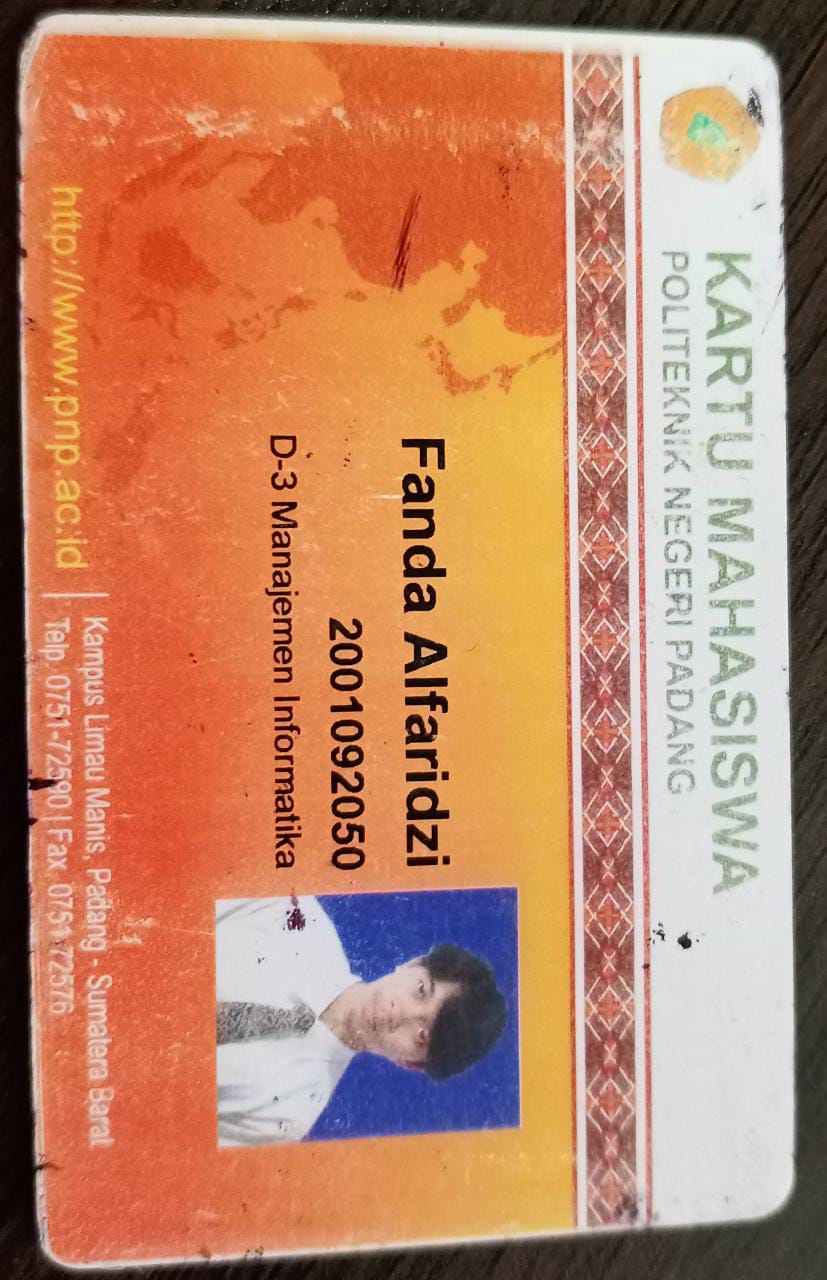 KARTU MAHASISWA
POLITEKNIK NEGERI PADANG
Fanda Alfaridzi
2001092050
D-3 Manajemen Informatika
http://www.pnp.ac.id
Kampus Limau Manis, Padang - Sumatera Barat
Telp. 0751-72590 | Fax. 0751-72576